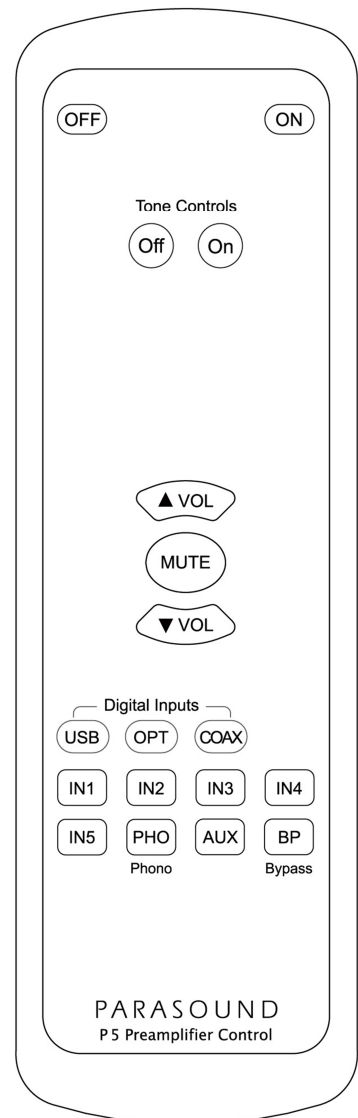 OFF ON
Tone Controls
Off On
▲ VOL
MUTE
▼ VOL
Digital Inputs
USB OPT COAX
IN1 IN2 IN3 IN4
IN5 PHO AUX BP
Phono Bypass
PARASOUND
P5 Preamplifier Control